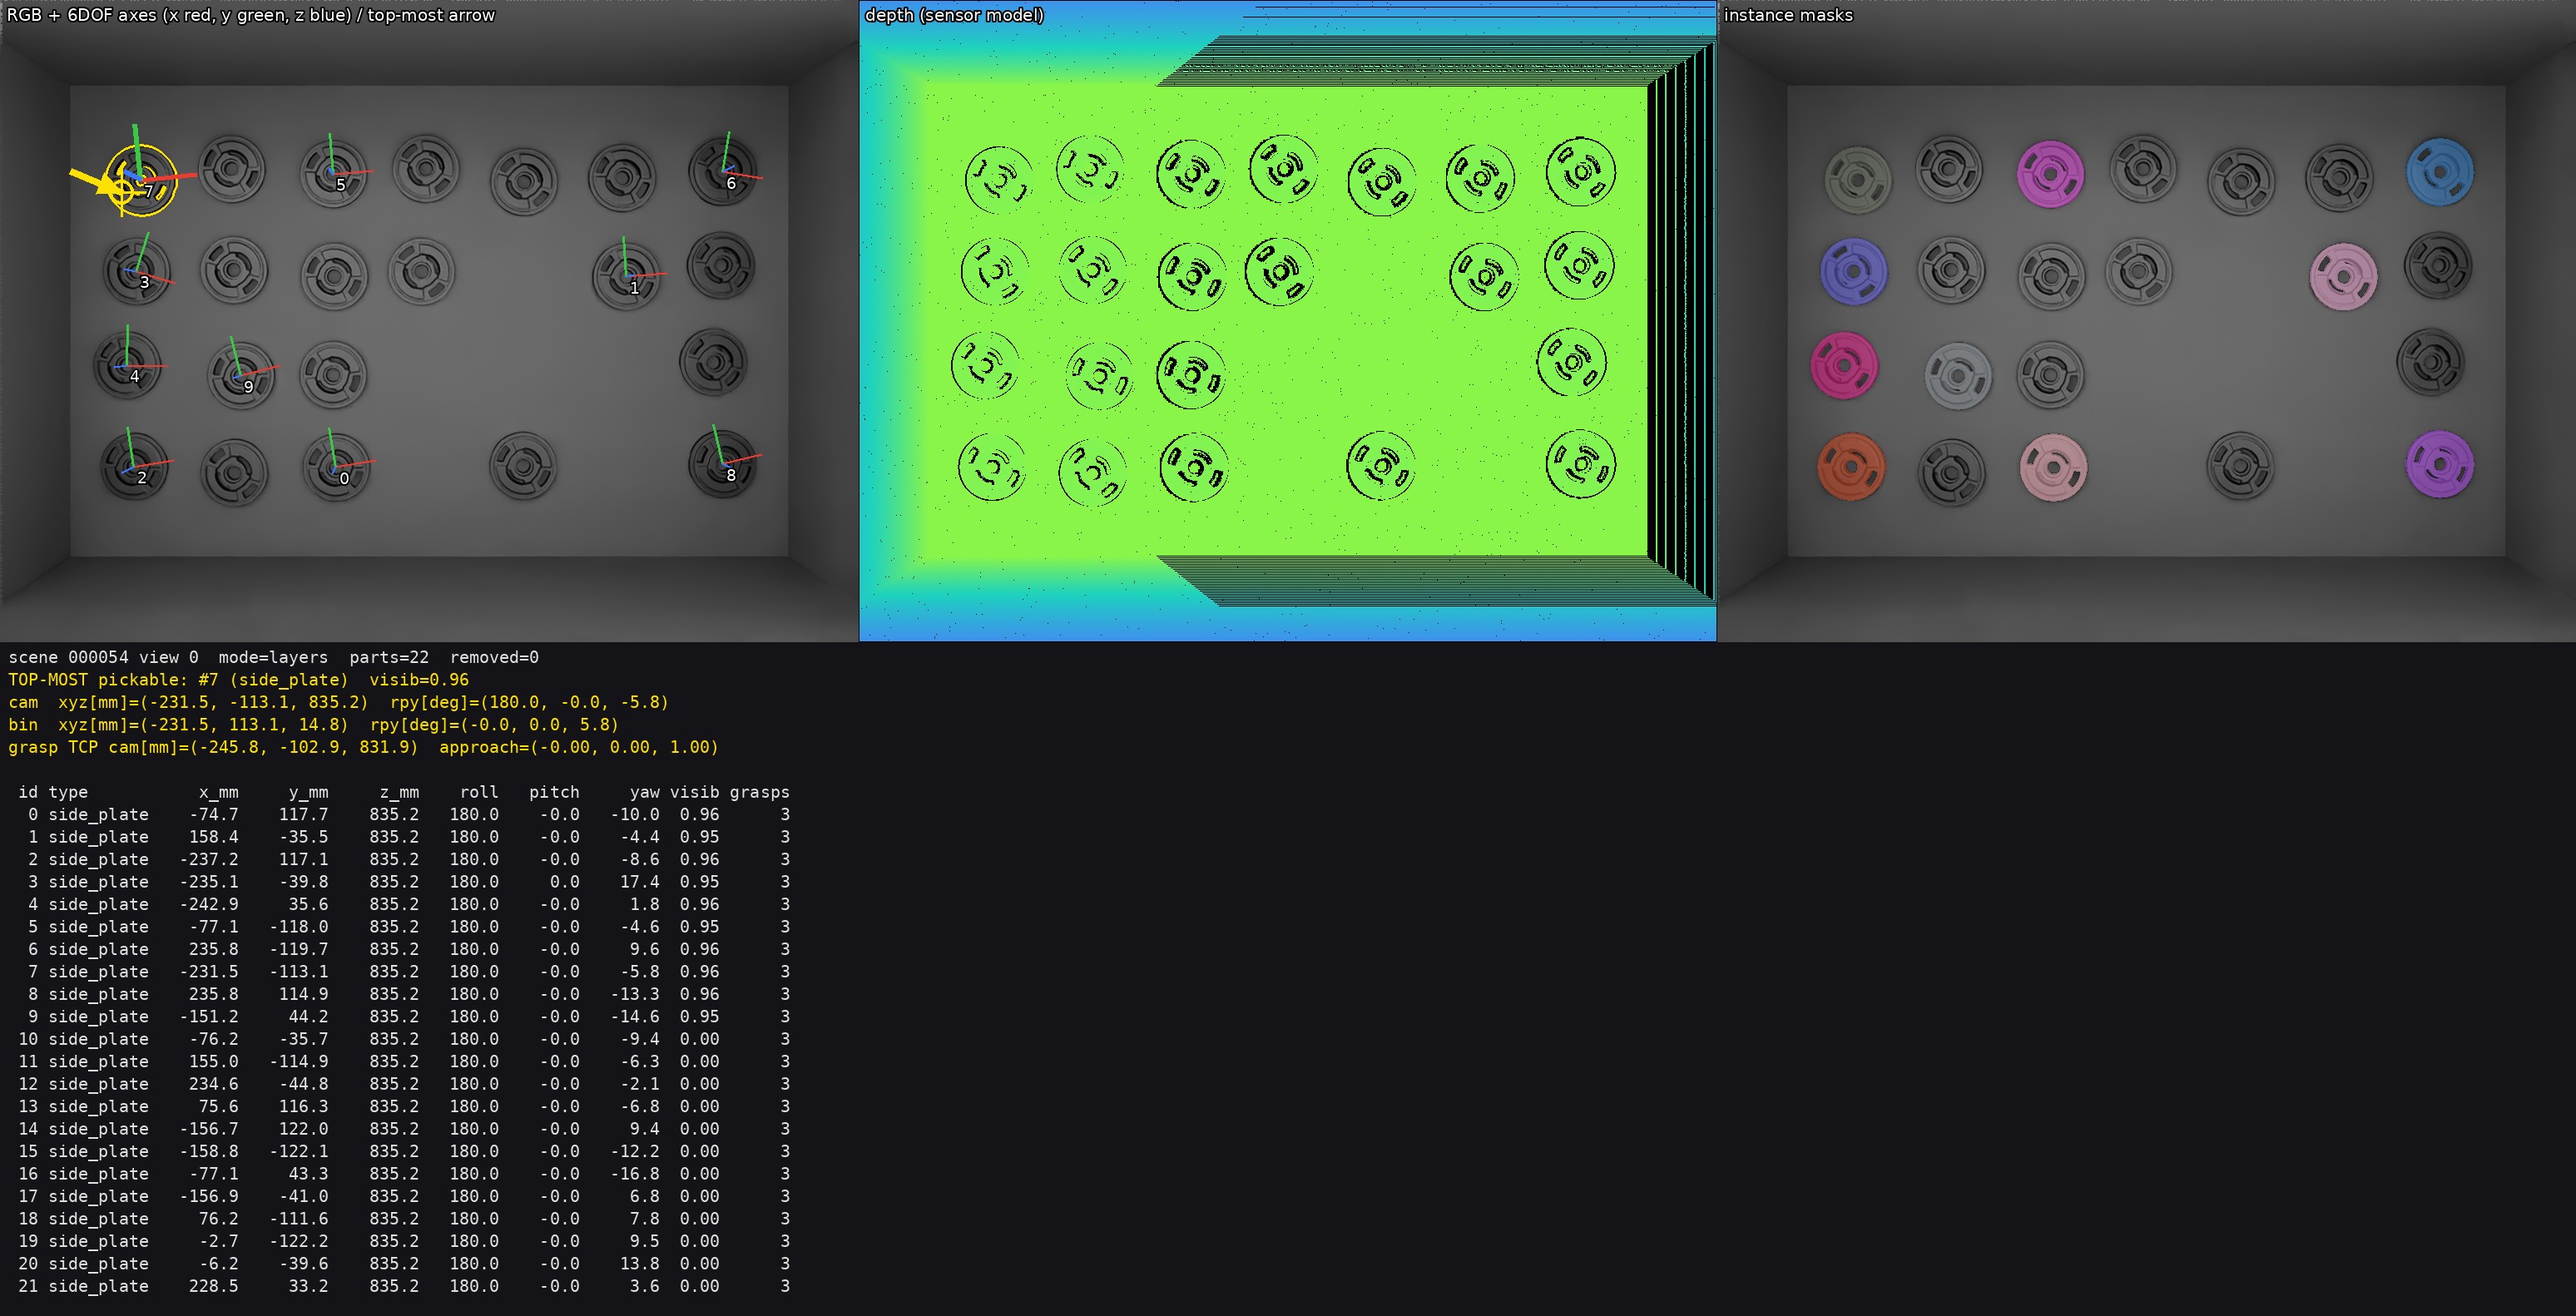 RGB + 6DOF axes (x red, y green, z blue) / top-most arrow
depth (sensor model)
instance masks
7
5
6
3
1
4
9
2
0
8
scene 000054 view 0  mode=layers  parts=22  removed=0
TOP-MOST pickable: #7 (side_plate)  visib=0.96
cam  xyz[mm]=(-231.5, -113.1, 835.2)  rpy[deg]=(180.0, -0.0, -5.8)
bin  xyz[mm]=(-231.5, 113.1, 14.8)  rpy[deg]=(-0.0, 0.0, 5.8)
grasp TCP cam[mm]=(-245.8, -102.9, 831.9)  approach=(-0.00, 0.00, 1.00)
id type x_mm y_mm z_mm roll pitch yaw visib grasps
0 side_plate -74.7 117.7 835.2 180.0 -0.0 -10.0 0.96 3
1 side_plate 158.4 -35.5 835.2 180.0 -0.0 -4.4 0.95 3
2 side_plate -237.2 117.1 835.2 180.0 -0.0 -8.6 0.96 3
3 side_plate -235.1 -39.8 835.2 180.0 0.0 17.4 0.95 3
4 side_plate -242.9 35.6 835.2 180.0 -0.0 1.8 0.96 3
5 side_plate -77.1 -118.0 835.2 180.0 -0.0 -4.6 0.95 3
6 side_plate 235.8 -119.7 835.2 180.0 -0.0 9.6 0.96 3
7 side_plate -231.5 -113.1 835.2 180.0 -0.0 -5.8 0.96 3
8 side_plate 235.8 114.9 835.2 180.0 -0.0 -13.3 0.96 3
9 side_plate -151.2 44.2 835.2 180.0 -0.0 -14.6 0.95 3
10 side_plate -76.2 -35.7 835.2 180.0 -0.0 -9.4 0.00 3
11 side_plate 155.0 -114.9 835.2 180.0 -0.0 -6.3 0.00 3
12 side_plate 234.6 -44.8 835.2 180.0 -0.0 -2.1 0.00 3
13 side_plate 75.6 116.3 835.2 180.0 -0.0 -6.8 0.00 3
14 side_plate -156.7 122.0 835.2 180.0 -0.0 9.4 0.00 3
15 side_plate -158.8 -122.1 835.2 180.0 -0.0 -12.2 0.00 3
16 side_plate -77.1 43.3 835.2 180.0 -0.0 -16.8 0.00 3
17 side_plate -156.9 -41.0 835.2 180.0 -0.0 6.8 0.00 3
18 side_plate 76.2 -111.6 835.2 180.0 -0.0 7.8 0.00 3
19 side_plate -2.7 -122.2 835.2 180.0 -0.0 9.5 0.00 3
20 side_plate -6.2 -39.6 835.2 180.0 -0.0 13.8 0.00 3
21 side_plate 228.5 33.2 835.2 180.0 -0.0 3.6 0.00 3